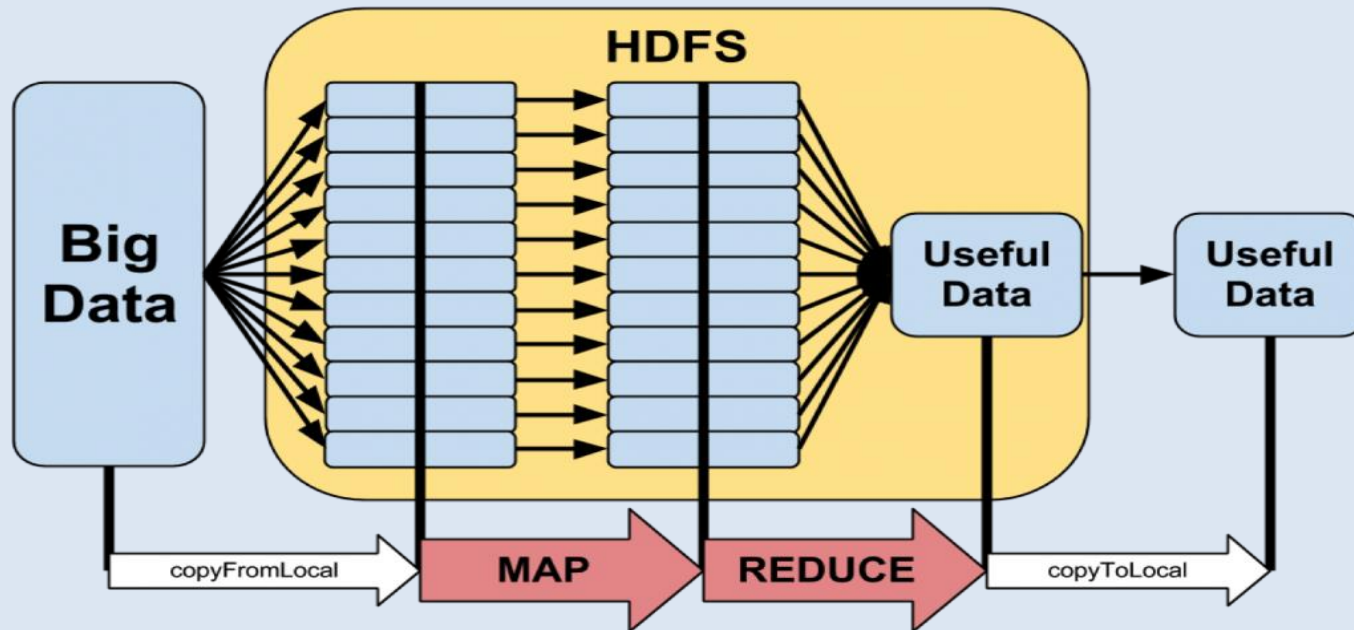 HDFS
Big
Data
Useful
Data
Useful
Data
copyFromLocal
MAP
REDUCE
copyToLocal